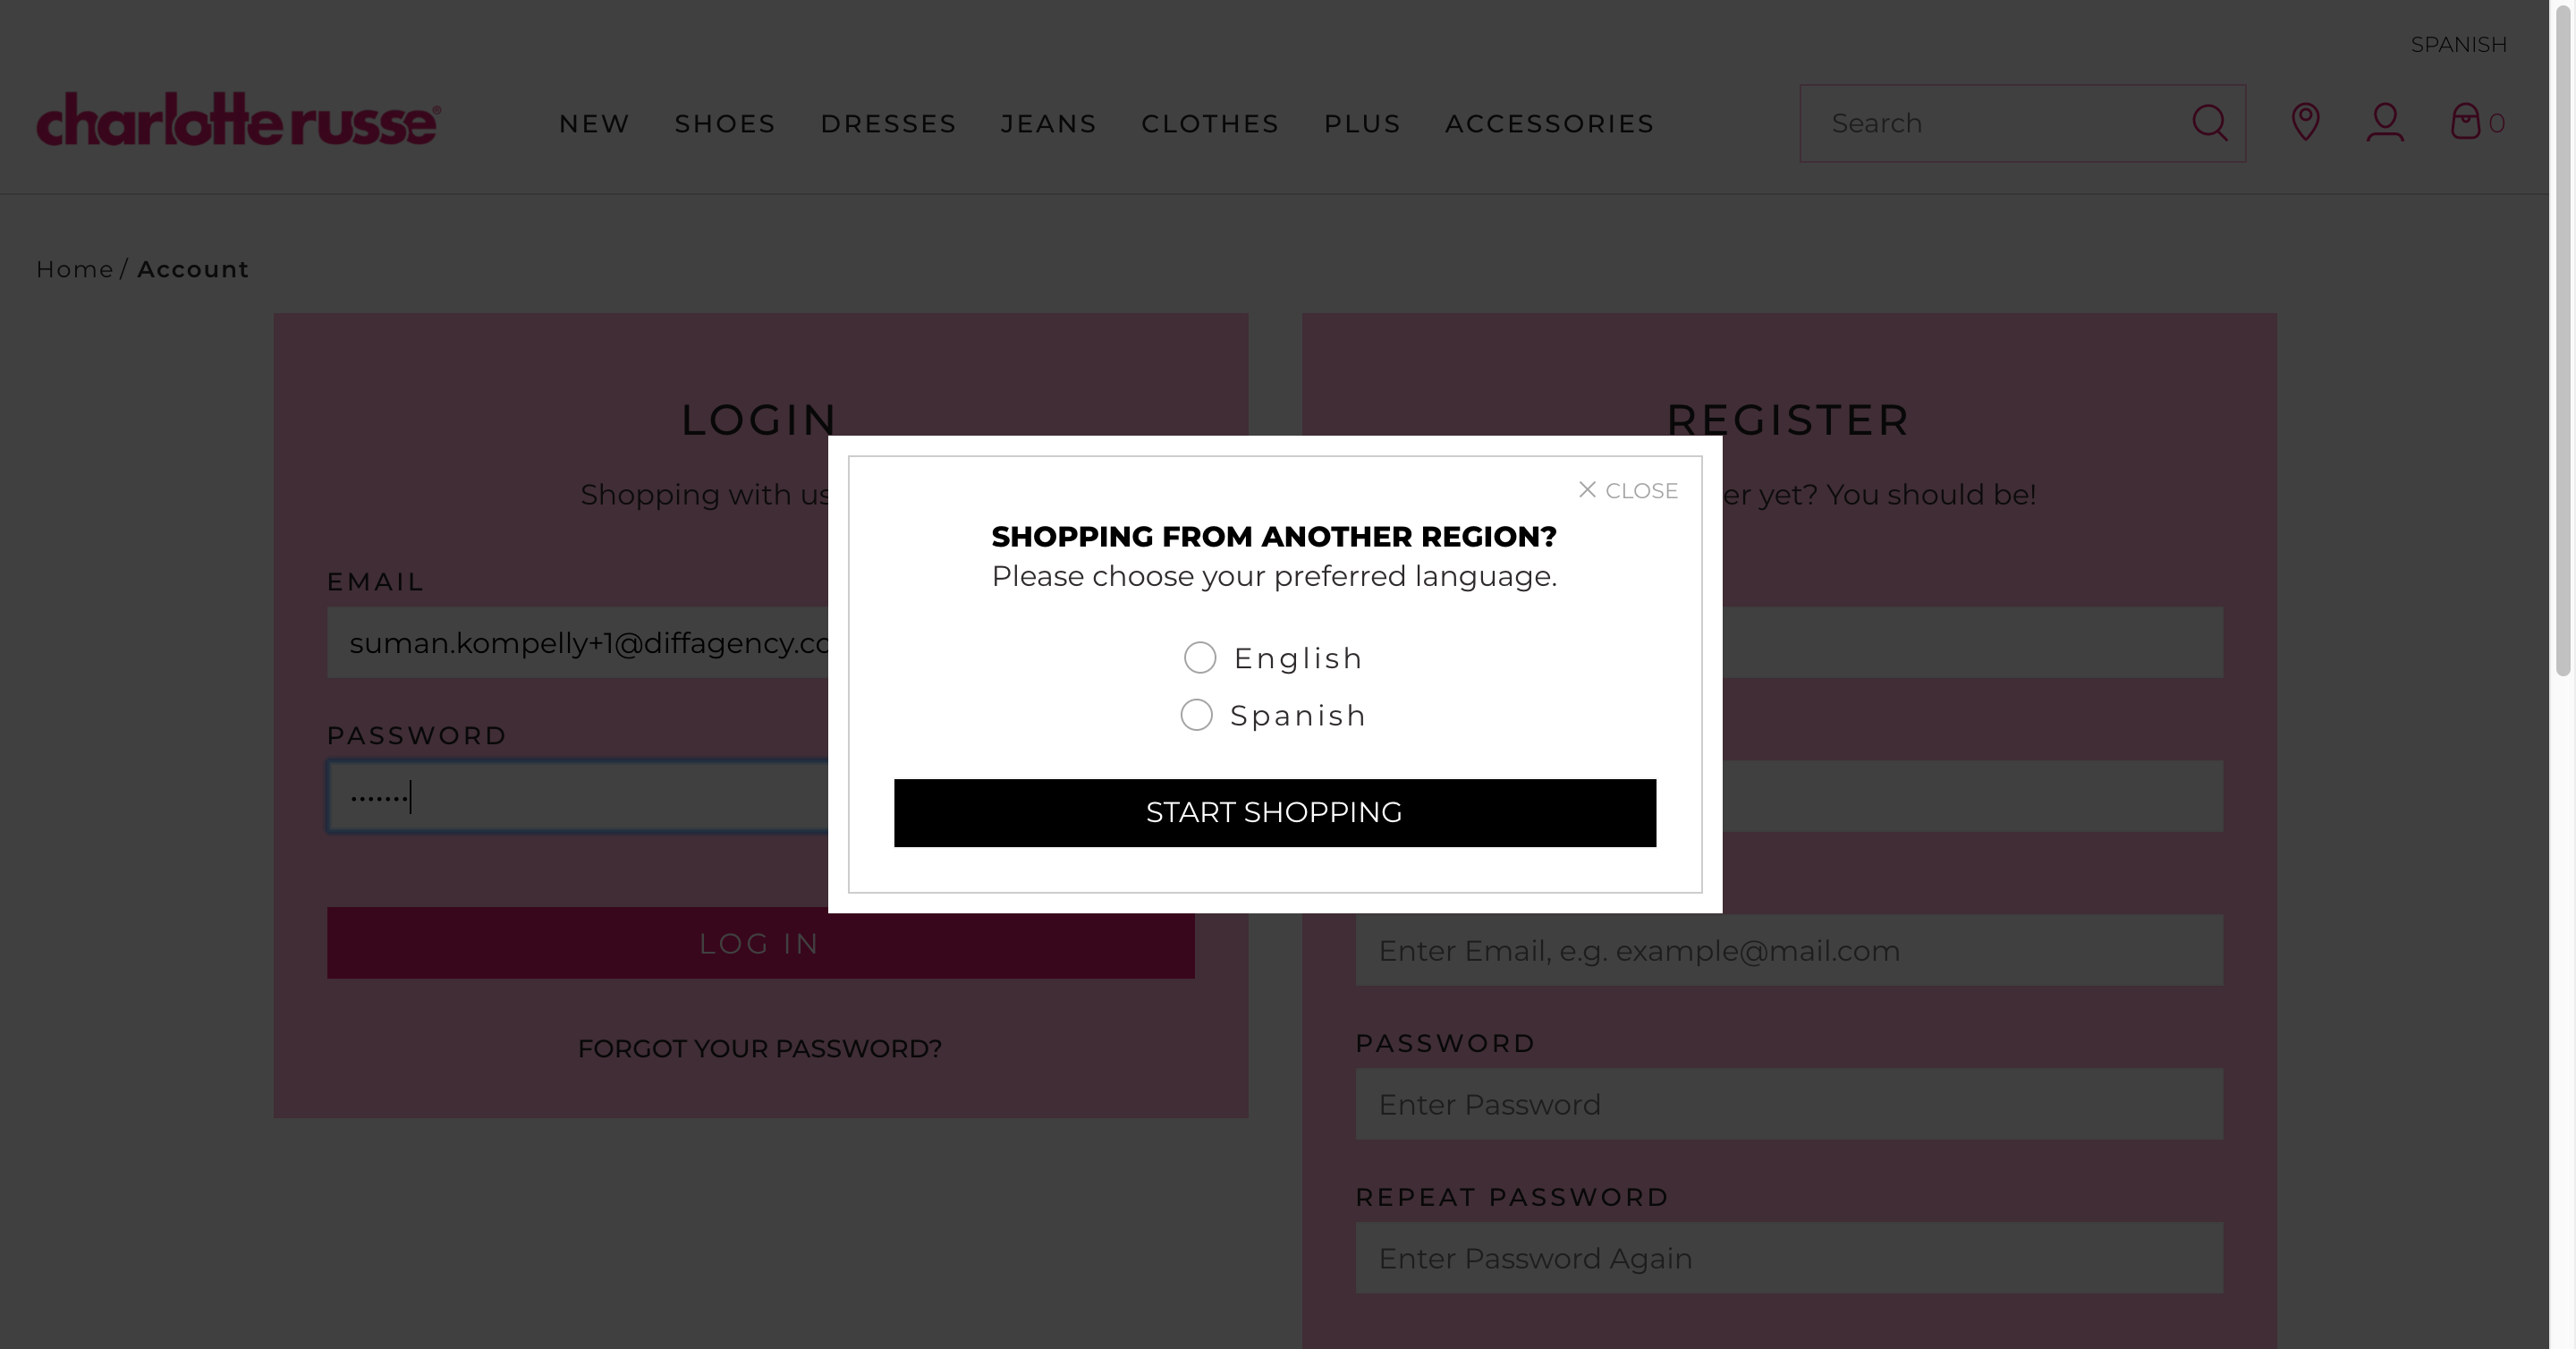 SPANISH
charlotte russe®
NEW SHOES DRESSES JEANS CLOTHES PLUS ACCESSORIES
Search
0
Home / Account
LOGIN
Shopping with us
EMAIL
suman.kompelly+1@diffagency.co
PASSWORD
•••••••
LOG IN
FORGOT YOUR PASSWORD?
CLOSE
SHOPPING FROM ANOTHER REGION?
Please choose your preferred language.
English
Spanish
START SHOPPING
REGISTER
yet? You should be!
Enter Email, e.g. example@mail.com
PASSWORD
Enter Password
REPEAT PASSWORD
Enter Password Again